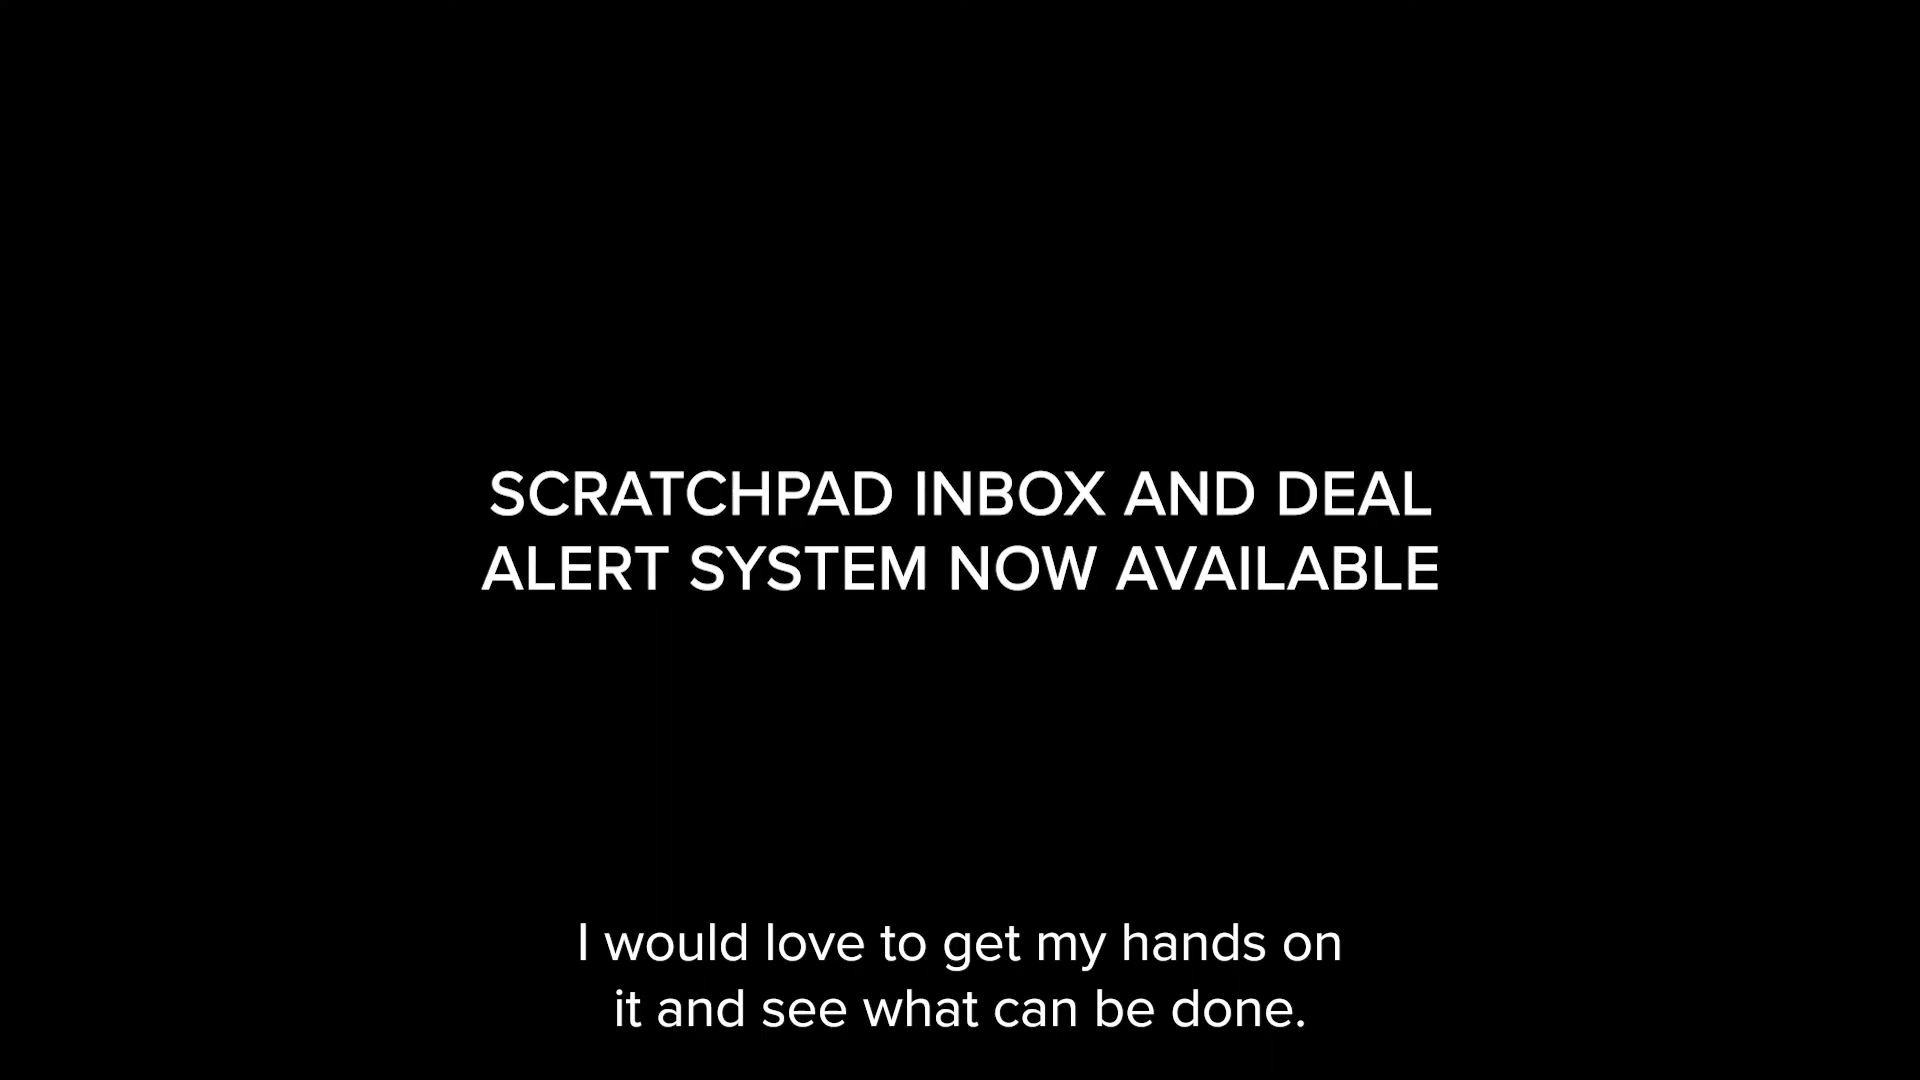 SCRATCHPAD INBOX AND DEAL
ALERT SYSTEM NOW AVAILABLE
I would love to get my hands on
it and see what can be done.